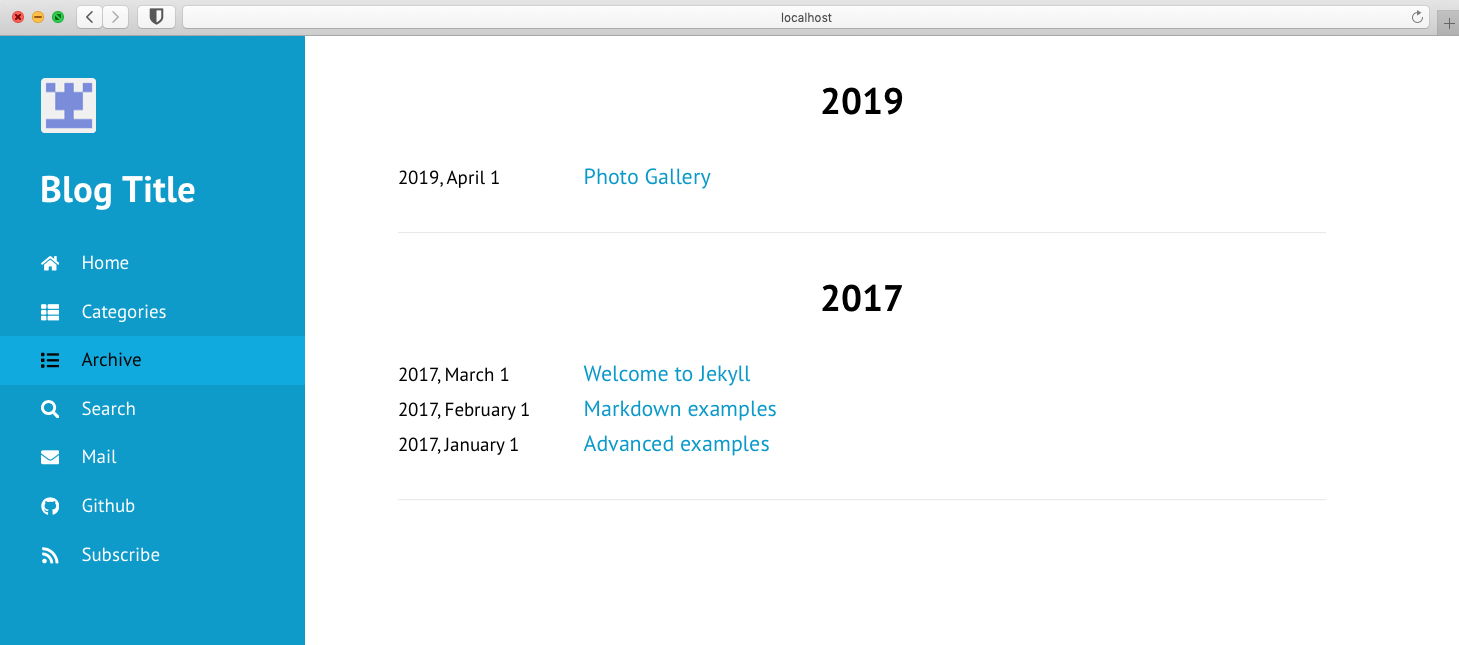 localhost
Blog Title
Home
Categories
Archive
Search
Mail
Github
Subscribe
2019
2019, April 1 Photo Gallery
2017
2017, March 1 Welcome to Jekyll
2017, February 1 Markdown examples
2017, January 1 Advanced examples